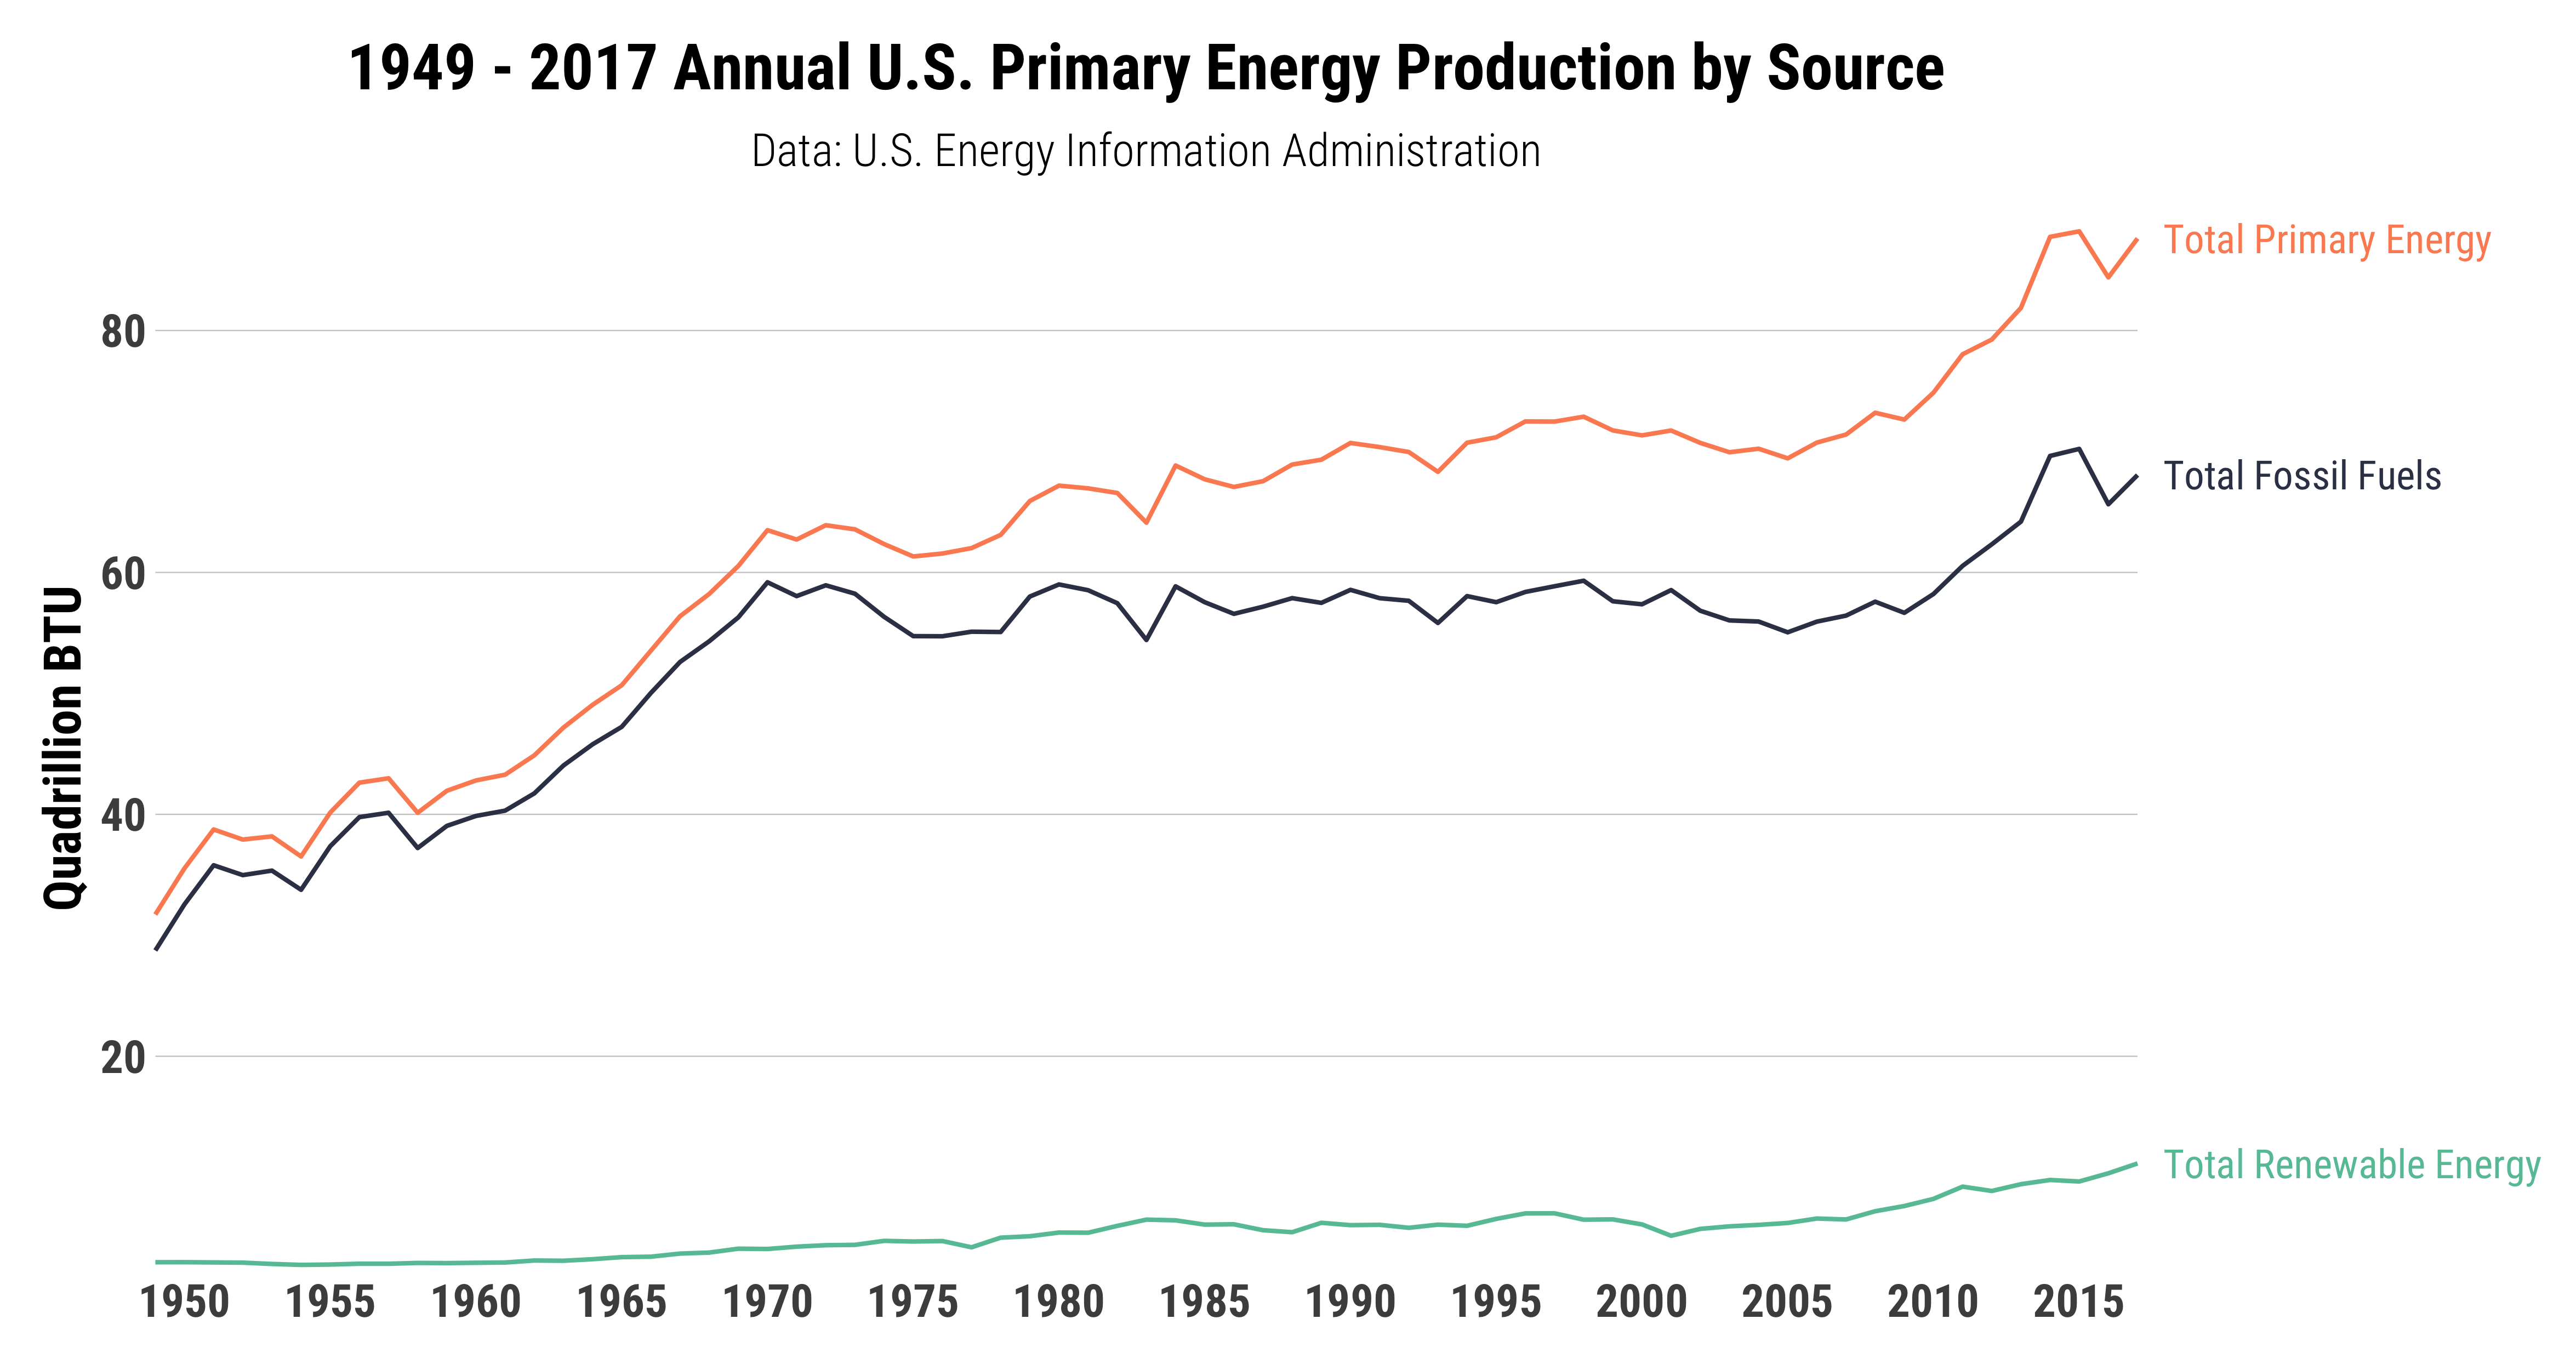 1949 - 2017 Annual U.S. Primary Energy Production by Source
Data: U.S. Energy Information Administration
Total Primary Energy
80
Total Fossil Fuels
60
Quadrillion BTU
40
20
Total Renewable Energy
1950 1955 1960 1965 1970 1975 1980 1985 1990 1995 2000 2005 2010 2015